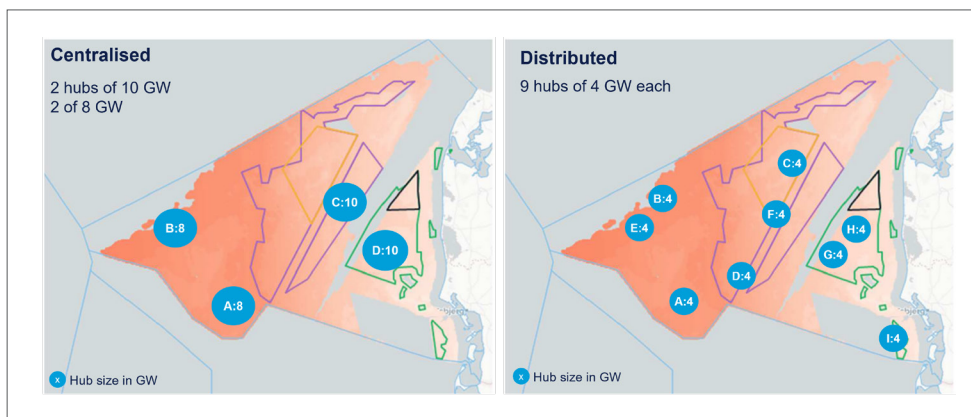 Centralised
2 hubs of 10 GW
2 of 8 GW
C:10
B:8
D:10
A:8
x Hub size in GW
Distributed
9 hubs of 4 GW each
C:4
B:4
F:4
E:4
H:4
G:4
D:4
A:4
I:4
x Hub size in GW